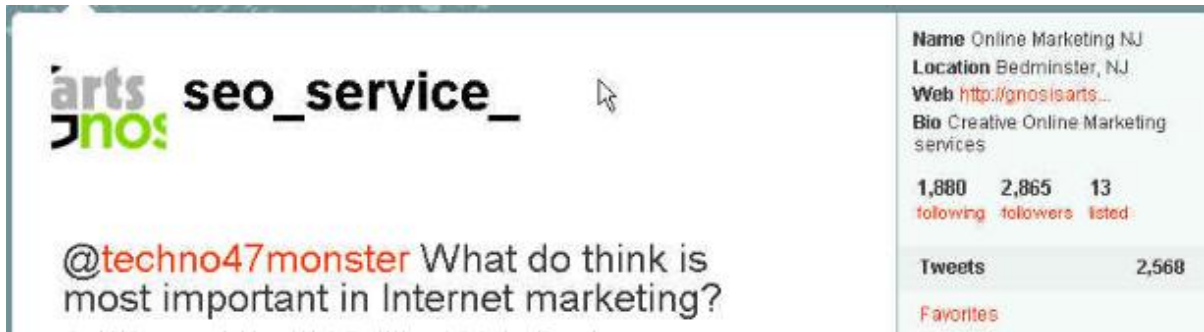 arts
gnos
seo_service_
@techno47monster What do think is
most important in Internet marketing?
Name Online Marketing NJ
Location Bedminster, NJ
Web http://gnosisarts...
Bio Creative Online Marketing
services
1,880 2,865 13
following followers listed
Tweets 2,568
Favorites